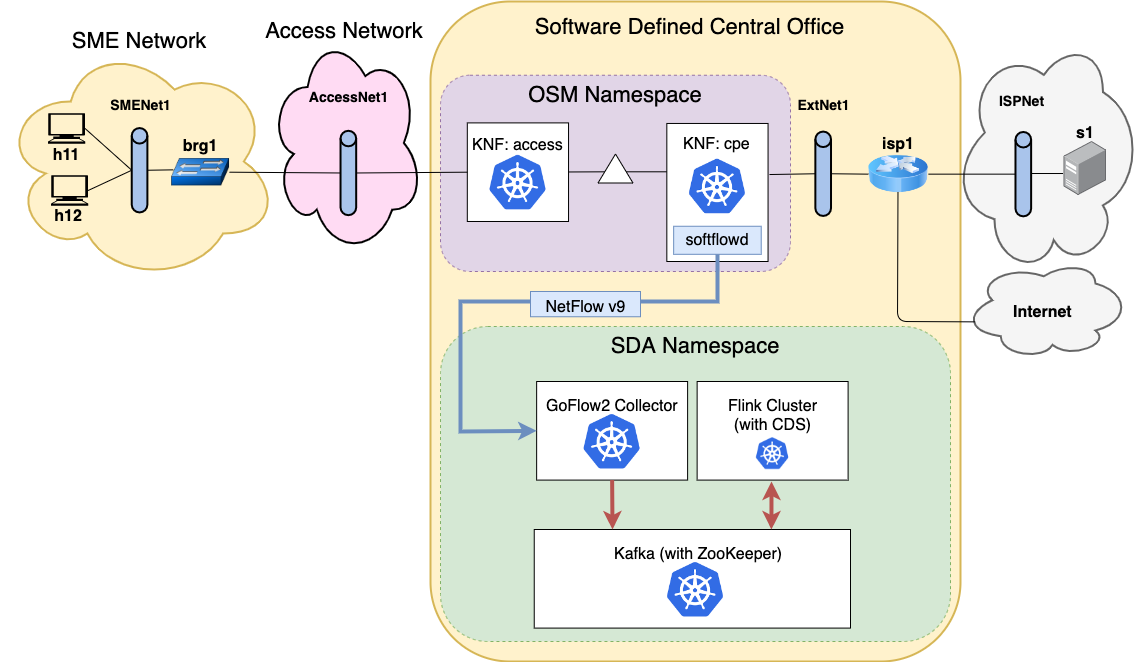 Software Defined Central Office
SME Network
Access Network
SMENet1
AccessNet1
OSM Namespace
ExtNet1
ISPNet
h11
h12
brg1
KNF: access
KNF: cpe
softflowd
isp1
s1
NetFlow v9
Internet
SDA Namespace
GoFlow2 Collector
Flink Cluster
(with CDS)
Kafka (with ZooKeeper)